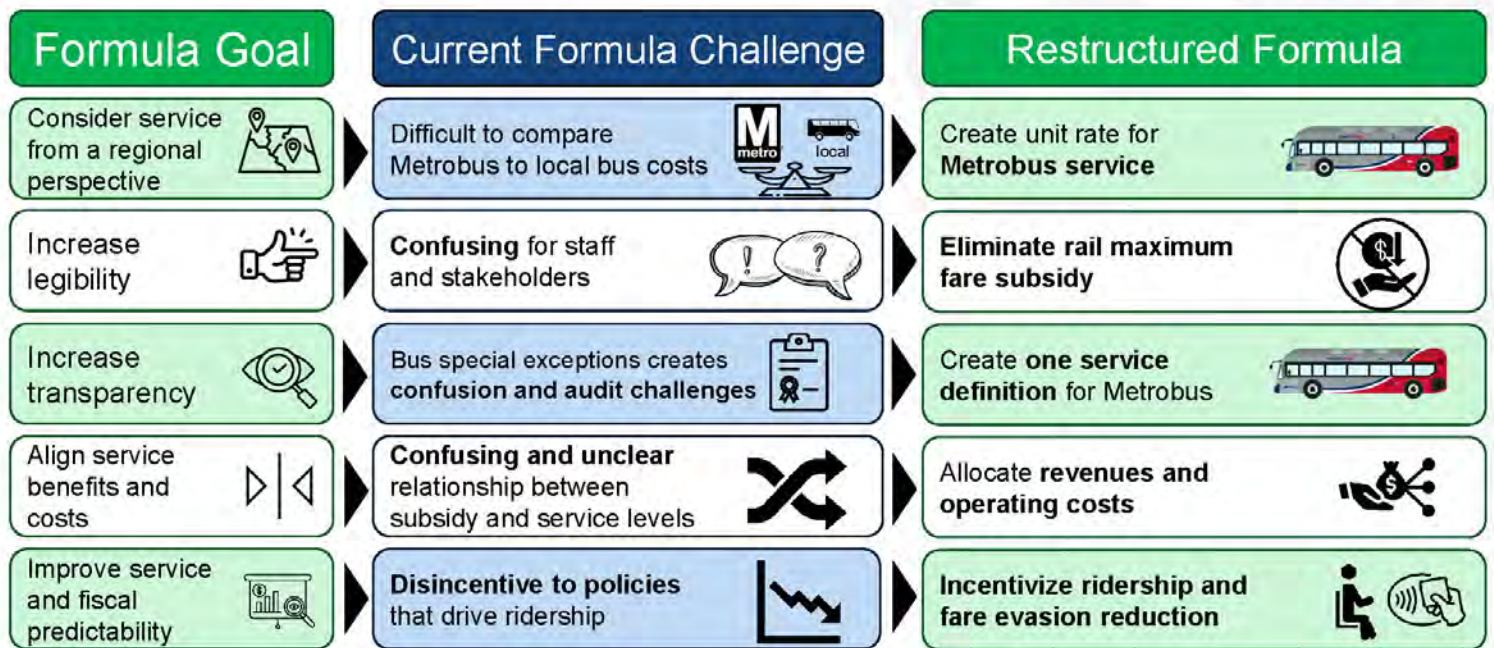 Formula Goal
Current Formula Challenge
Restructured Formula
Consider service
from a regional
perspective
Difficult to compare
Metrobus to local bus costs
M
metro
local
Create unit rate for
Metrobus service
Increase
legibility
Confusing for staff
and stakeholders
!
?
Eliminate rail maximum
fare subsidy
$
Increase
transparency
Bus special exceptions creates
confusion and audit challenges
Create one service
definition for Metrobus
Align service
benefits and
costs
Confusing and unclear
relationship between
subsidy and service levels
Allocate revenues and
operating costs
$
Improve service
and fiscal
predictability
$
Disincentive to policies
that drive ridership
Incentivize ridership and
fare evasion reduction